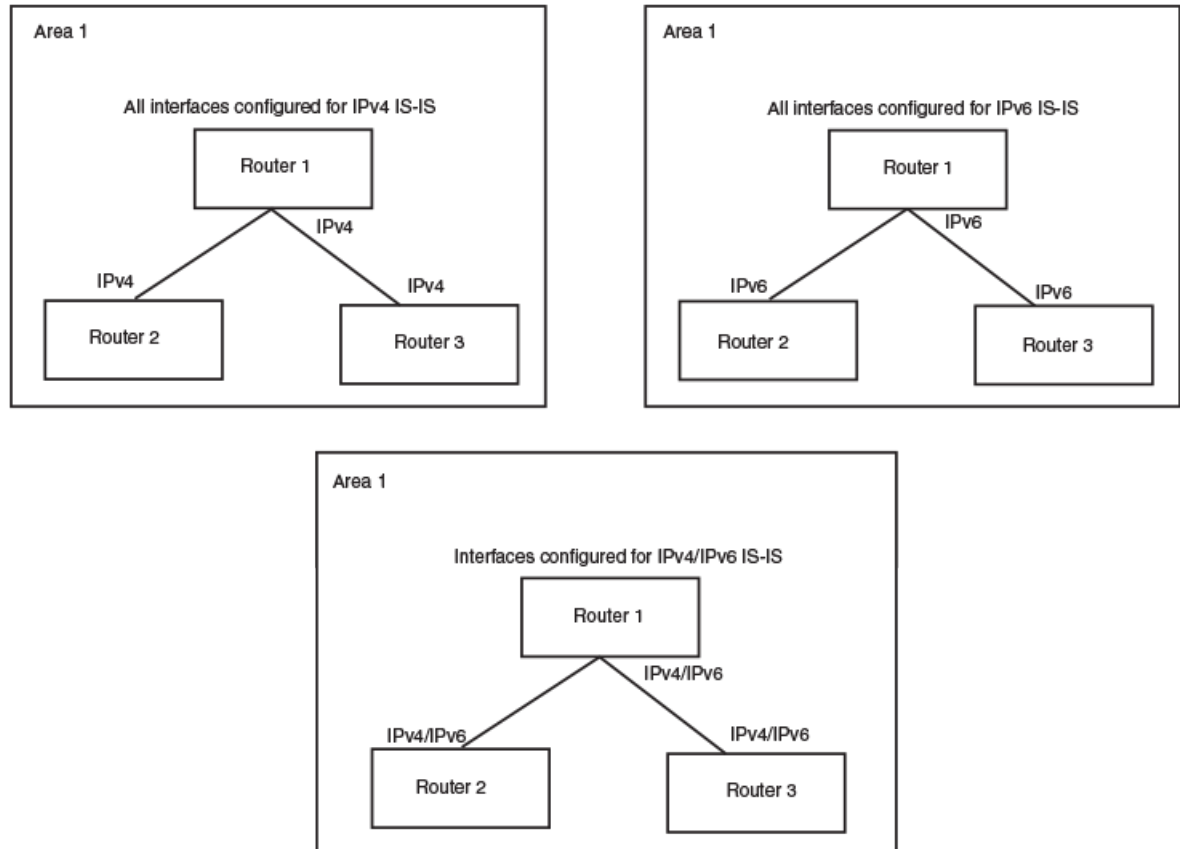 Area 1
All interfaces configured for IPv4 IS-IS
Router 1
IPv4
IPv4
IPv4
Router 2
Router 3
Area 1
All interfaces configured for IPv6 IS-IS
Router 1
IPv6
IPv6
IPv6
Router 2
Router 3
Area 1
Interfaces configured for IPv4/IPv6 IS-IS
Router 1
IPv4/IPv6
IPv4/IPv6
IPv4/IPv6
Router 2
Router 3